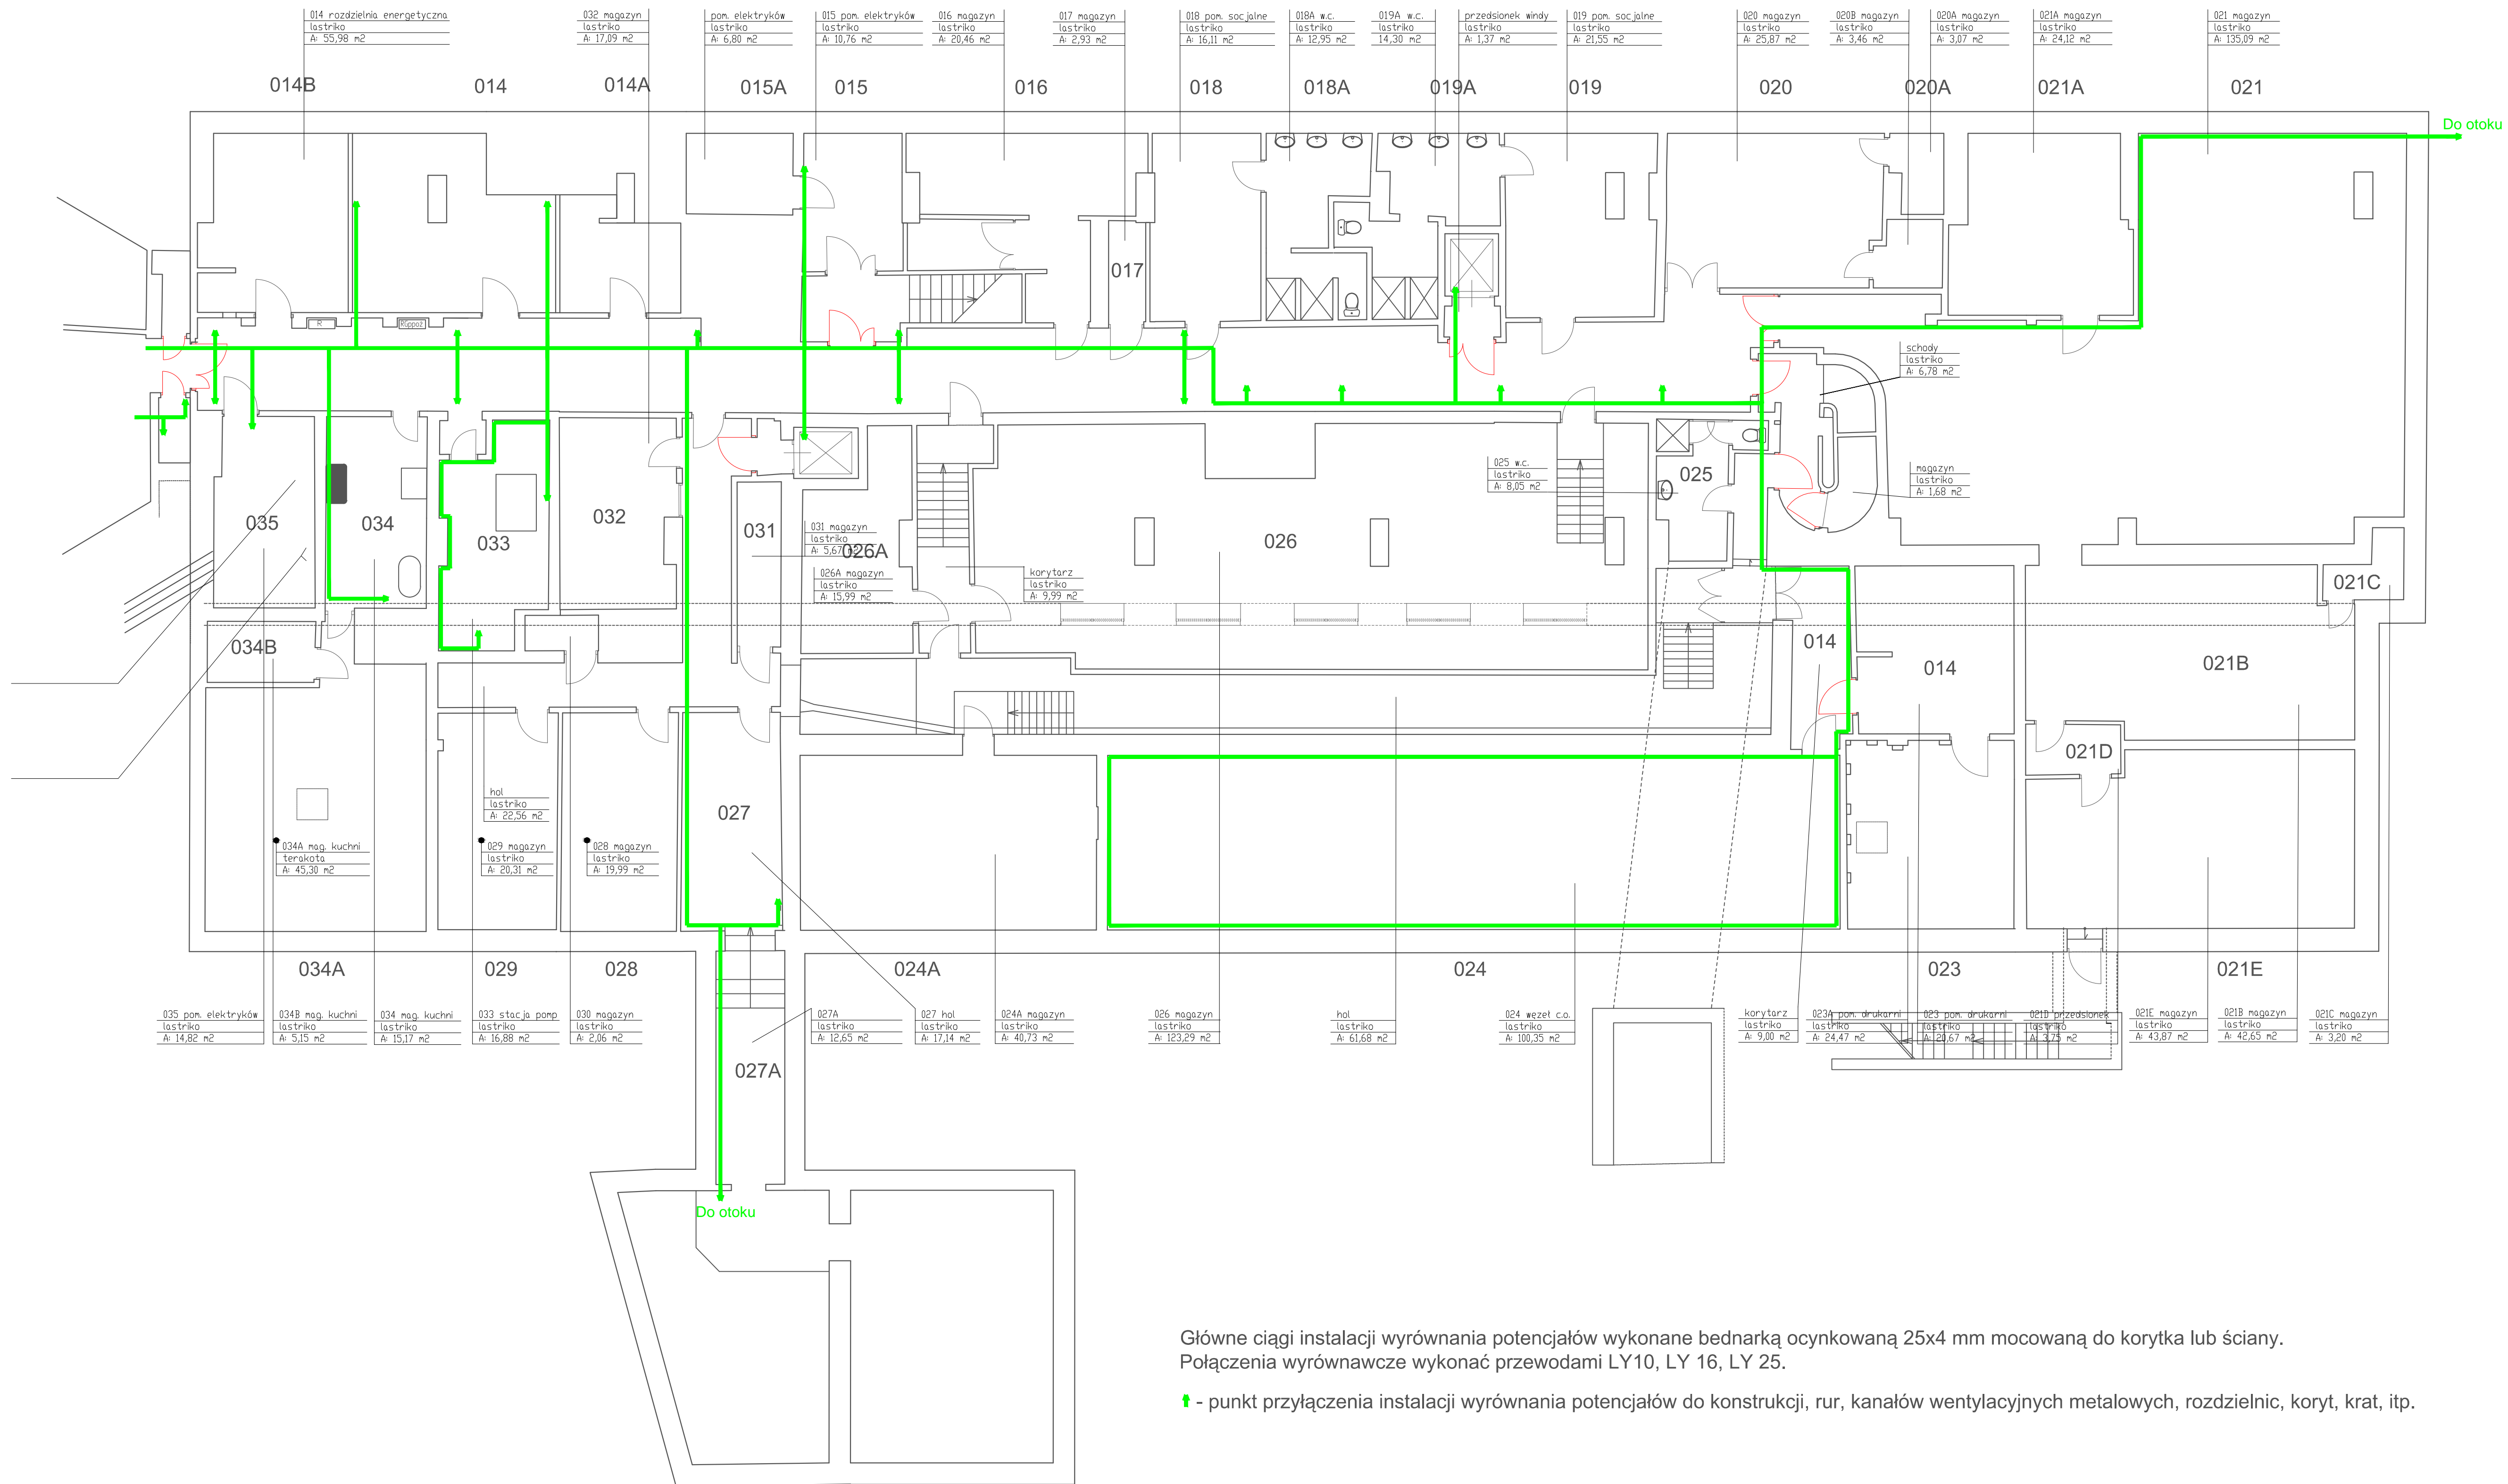 014 rozdzielnia energetyczna
lastriko
A: 55,98 m2
032 magazyn
lastriko
A: 17,09 m2
pom. elektryków
lastriko
A: 6,80 m2
015 pom. elektryków
lastriko
A: 10,76 m2
016 magazyn
lastriko
A: 20,46 m2
017 magazyn
lastriko
A: 2,93 m2
018 pom. socjalne
lastriko
A: 16,11 m2
018A w.c.
lastriko
A: 12,95 m2
019A w.c.
lastriko
14,30 m2
przedsionek windy
lastriko
A: 1,37 m2
019 pom. socjalne
lastriko
A: 21,55 m2
020 magazyn
lastriko
A: 25,87 m2
020B magazyn
lastriko
A: 3,46 m2
020A magazyn
lastriko
A: 3,07 m2
021A magazyn
lastriko
A: 24,12 m2
021 magazyn
lastriko
A: 135,09 m2
014B
014
014A
015A
015
016
018
018A
019A
019
020
020A
021A
021
Do otoku
017
R
Rippoż
schody
lastriko
A: 6,78 m2
025 w.c.
lastriko
A: 8,05 m2
025
magazyn
lastriko
A: 1,68 m2
035
034
033
032
031
031 magazyn
lastriko
A: 5,67 m2
026A
026
026A magazyn
lastriko
A: 15,99 m2
korytarz
lastriko
A: 9,99 m2
021C
034B
014
014
021B
021D
hol
lastriko
A: 22,56 m2
027
034A mag. kuchni
terakota
A: 45,30 m2
029 magazyn
lastriko
A: 20,31 m2
028 magazyn
lastriko
A: 19,99 m2
034A
029
028
024A
024
023
021E
035 pom. elektryków
lastriko
A: 14,82 m2
034B mag. kuchni
lastriko
A: 5,15 m2
034 mag. kuchni
lastriko
A: 15,17 m2
033 stacja pomp
lastriko
A: 16,88 m2
030 magazyn
lastriko
A: 2,06 m2
027A
lastriko
A: 12,65 m2
027 hol
lastriko
A: 17,14 m2
024A magazyn
lastriko
A: 40,73 m2
026 magazyn
lastriko
A: 123,29 m2
hol
lastriko
A: 61,68 m2
024 węzeł c.o.
lastriko
A: 100,35 m2
korytarz
lastriko
A: 9,00 m2
023A pom. drukarni
lastriko
A: 24,47 m2
023 pom. drukarni
lastriko
A: 20,67 m2
021D przedsionek
lastriko
A: 3,75 m2
021E magazyn
lastriko
A: 43,87 m2
021B magazyn
lastriko
A: 42,65 m2
021C magazyn
lastriko
A: 3,20 m2
027A
Do otoku
Główne ciągi instalacji wyrównania potencjałów wykonane bednarką ocynkowaną 25x4 mm mocowaną do korytka lub ściany.
Połączenia wyrównawcze wykonać przewodami LY10, LY 16, LY 25.
- punkt przyłączenia instalacji wyrównania potencjałów do konstrukcji, rur, kanałów wentylacyjnych metalowych, rozdzielnic, koryt, krat, itp.